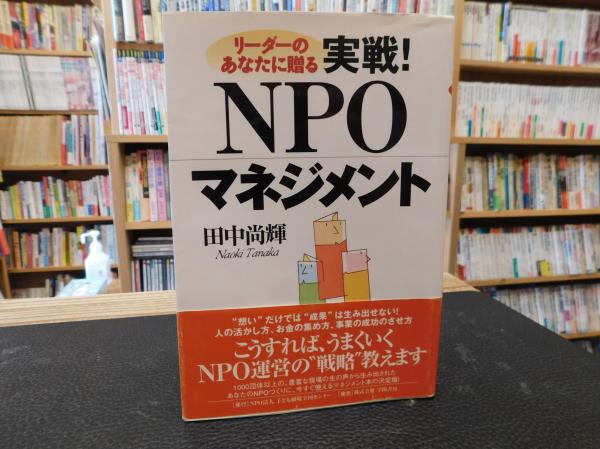 リーダーの
あなたに贈る
実戦！
NPO
マネジメント
田中尚輝
Naoki Tanaka
“想い”だけでは“成果”は生み出せない！
人の活かし方、お金の集め方、事業の成功のさせ方
こうすれば、うまくいく
NPO運営の“戦略”教えます
1000団体以上の、豊富な現場の生の声から生み出された
あなたのNPOづくりに、今すぐ使えるマネジメント本の決定版！